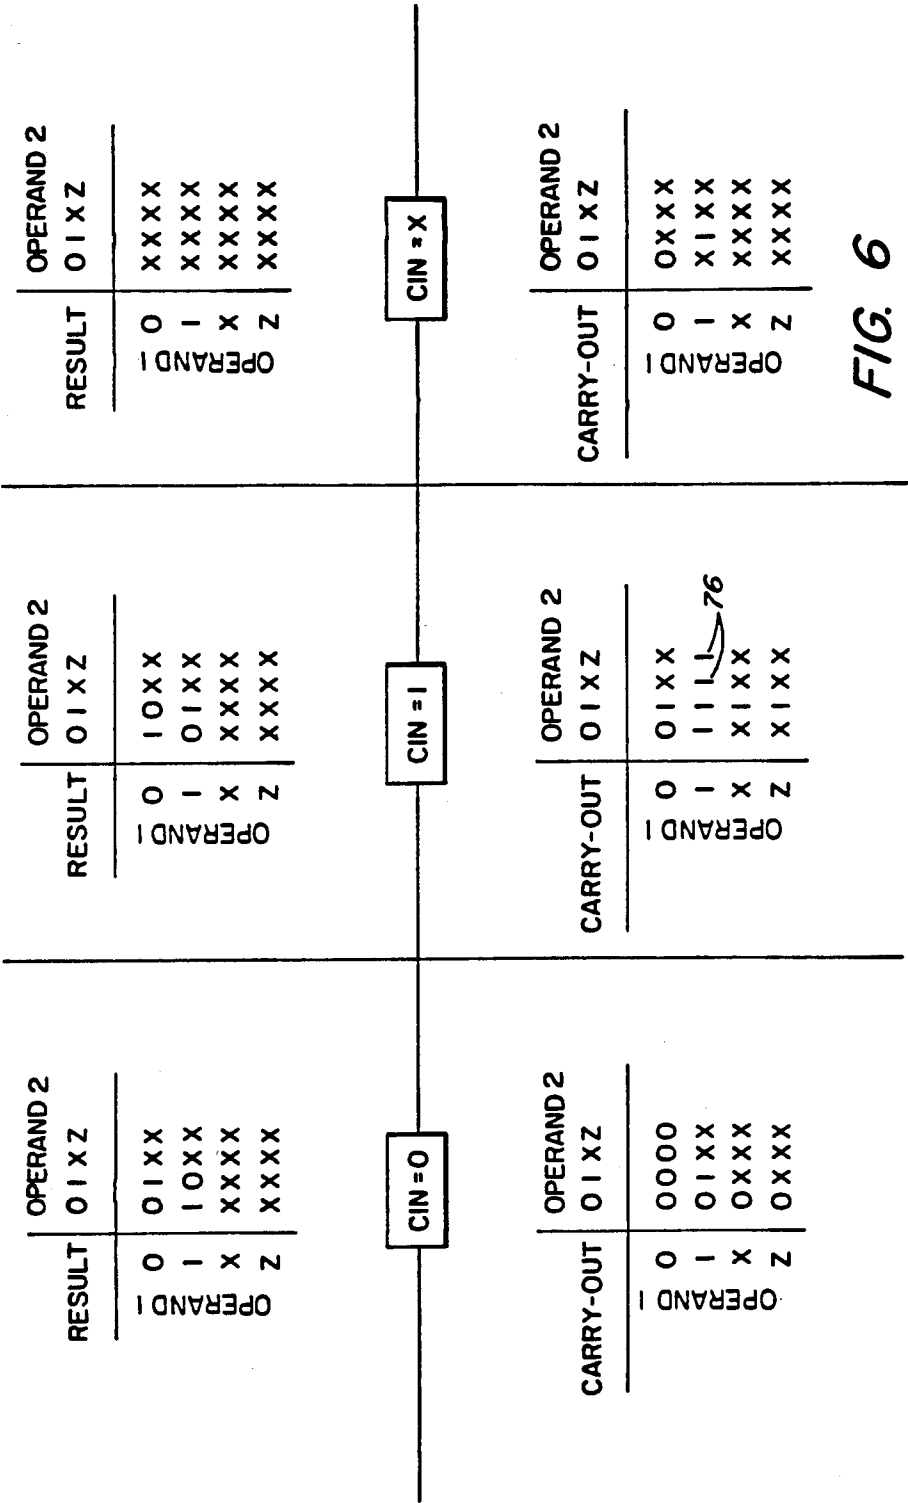 RESULT OPERAND 2
0 1 X Z
OPERAND 1
0 0 1 X X
1 1 0 X X
X X X X X
Z X X X X
CIN = 0
CARRY-OUT OPERAND 2
0 1 X Z
OPERAND 1
0 0 0 0 0
1 0 1 X X
X 0 X X X
Z 0 X X X
RESULT OPERAND 2
0 1 X Z
OPERAND 1
0 1 0 X X
1 0 1 X X
X X X X X
Z X X X X
CIN = 1
CARRY-OUT OPERAND 2
0 1 X Z
OPERAND 1
0 0 1 X X
1 1 1 1 1 76
X X 1 X X
Z X 1 X X
RESULT OPERAND 2
0 1 X Z
OPERAND 1
0 X X X X
1 X X X X
X X X X X
Z X X X X
CIN = X
CARRY-OUT OPERAND 2
0 1 X Z
OPERAND 1
0 0 X X X
1 X 1 X X
X X X X X
Z X X X X
FIG. 6